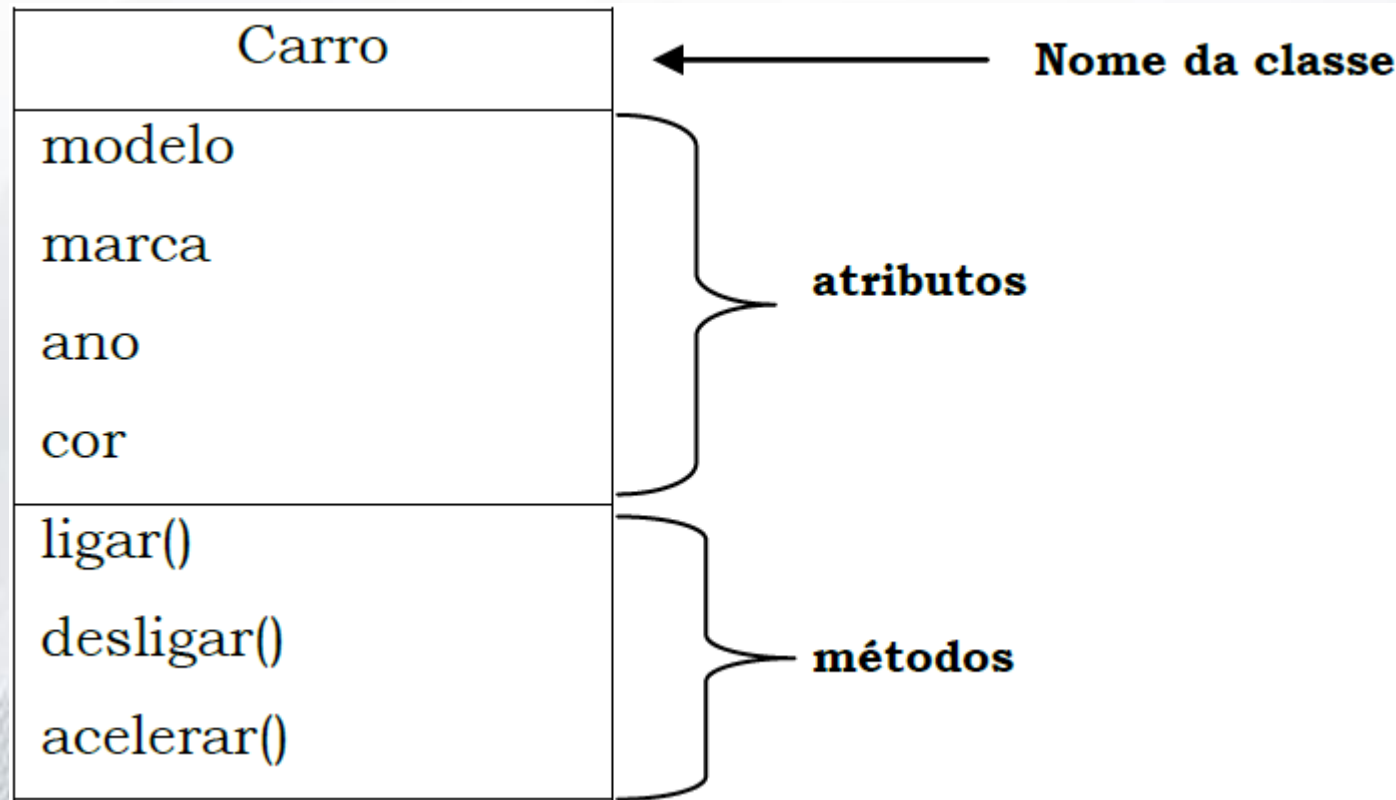 Carro
Nome da classe
modelo
marca
ano
cor
atributos
ligar()
desligar()
acelerar()
métodos